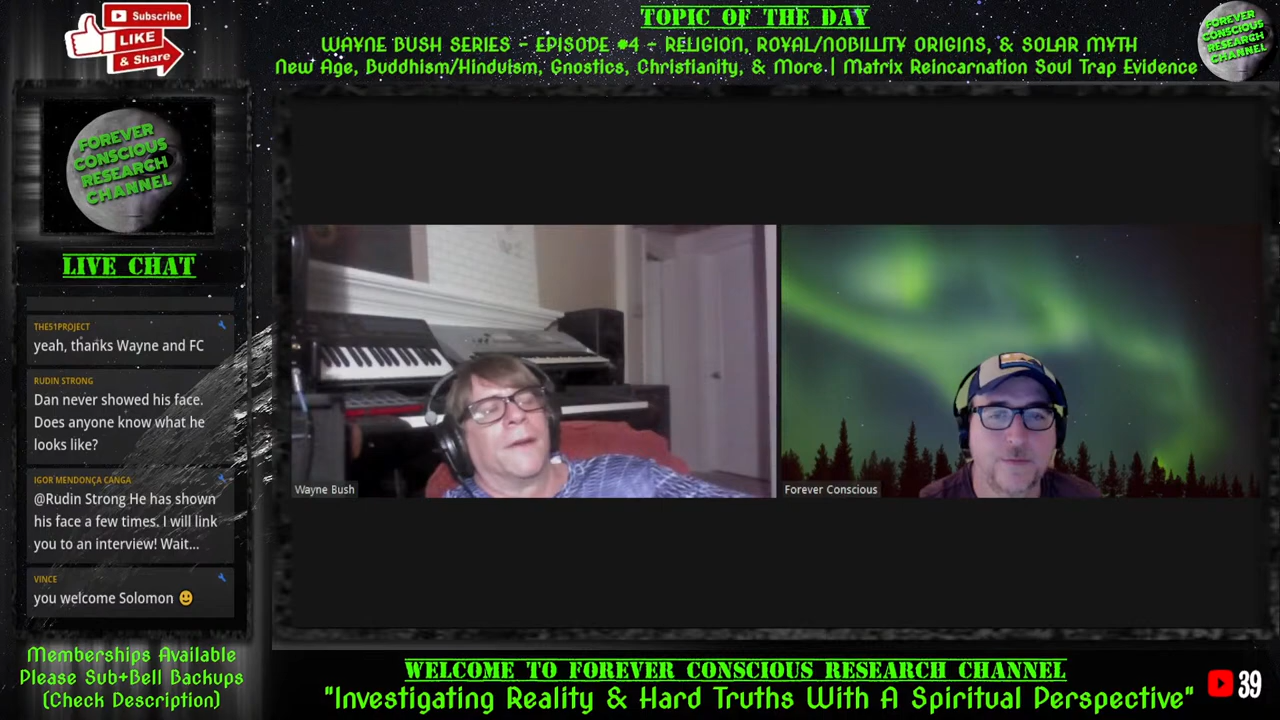 Subscribe
LIKE
& Share
TOPIC OF THE DAY
WAYNE BUSH SERIES - EPISODE #4 - RELIGION, ROYAL/NOBILLITY ORIGINS, & SOLAR MYTH
New Age, Buddhism/Hinduism, Gnostics, Christianity, & More | Matrix Reincarnation Soul Trap Evidence
FOREVER
CONSCIOUS
RESEARCH
CHANNEL
FOREVER
CONSCIOUS
RESEARCH
CHANNEL
LIVE CHAT
THE51PROJECT
yeah, thanks Wayne and FC
RUDIN STRONG
Dan never showed his face.
Does anyone know what he
looks like?
IGOR MENDONÇA CANGA
@Rudin Strong He has shown
his face a few times. I will link
you to an interview! Wait...
VINCE
you welcome Solomon 🙂
Wayne Bush
Forever Conscious
Memberships Available
Please Sub+Bell Backups
(Check Description)
WELCOME TO FOREVER CONSCIOUS RESEARCH CHANNEL
"Investigating Reality & Hard Truths With A Spiritual Perspective"
39